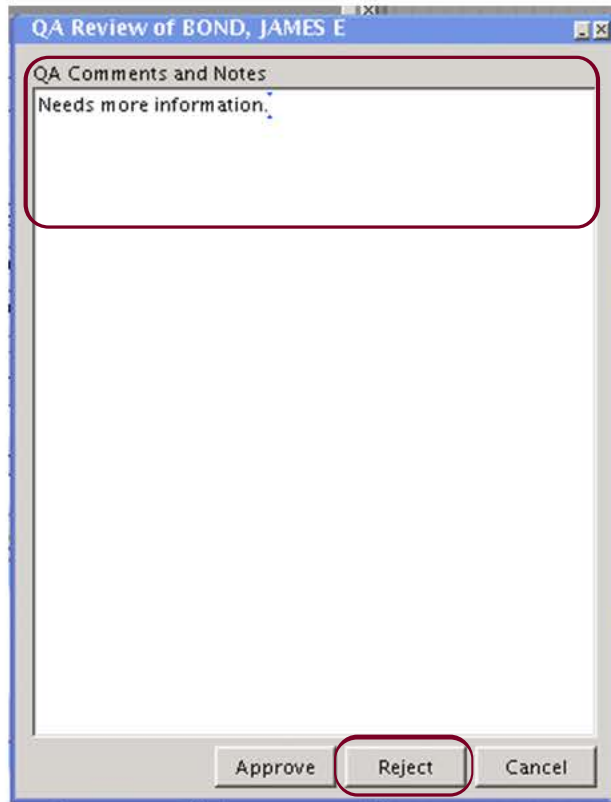 QA Review of BOND, JAMES E
QA Comments and Notes
Needs more information.
Approve Reject Cancel